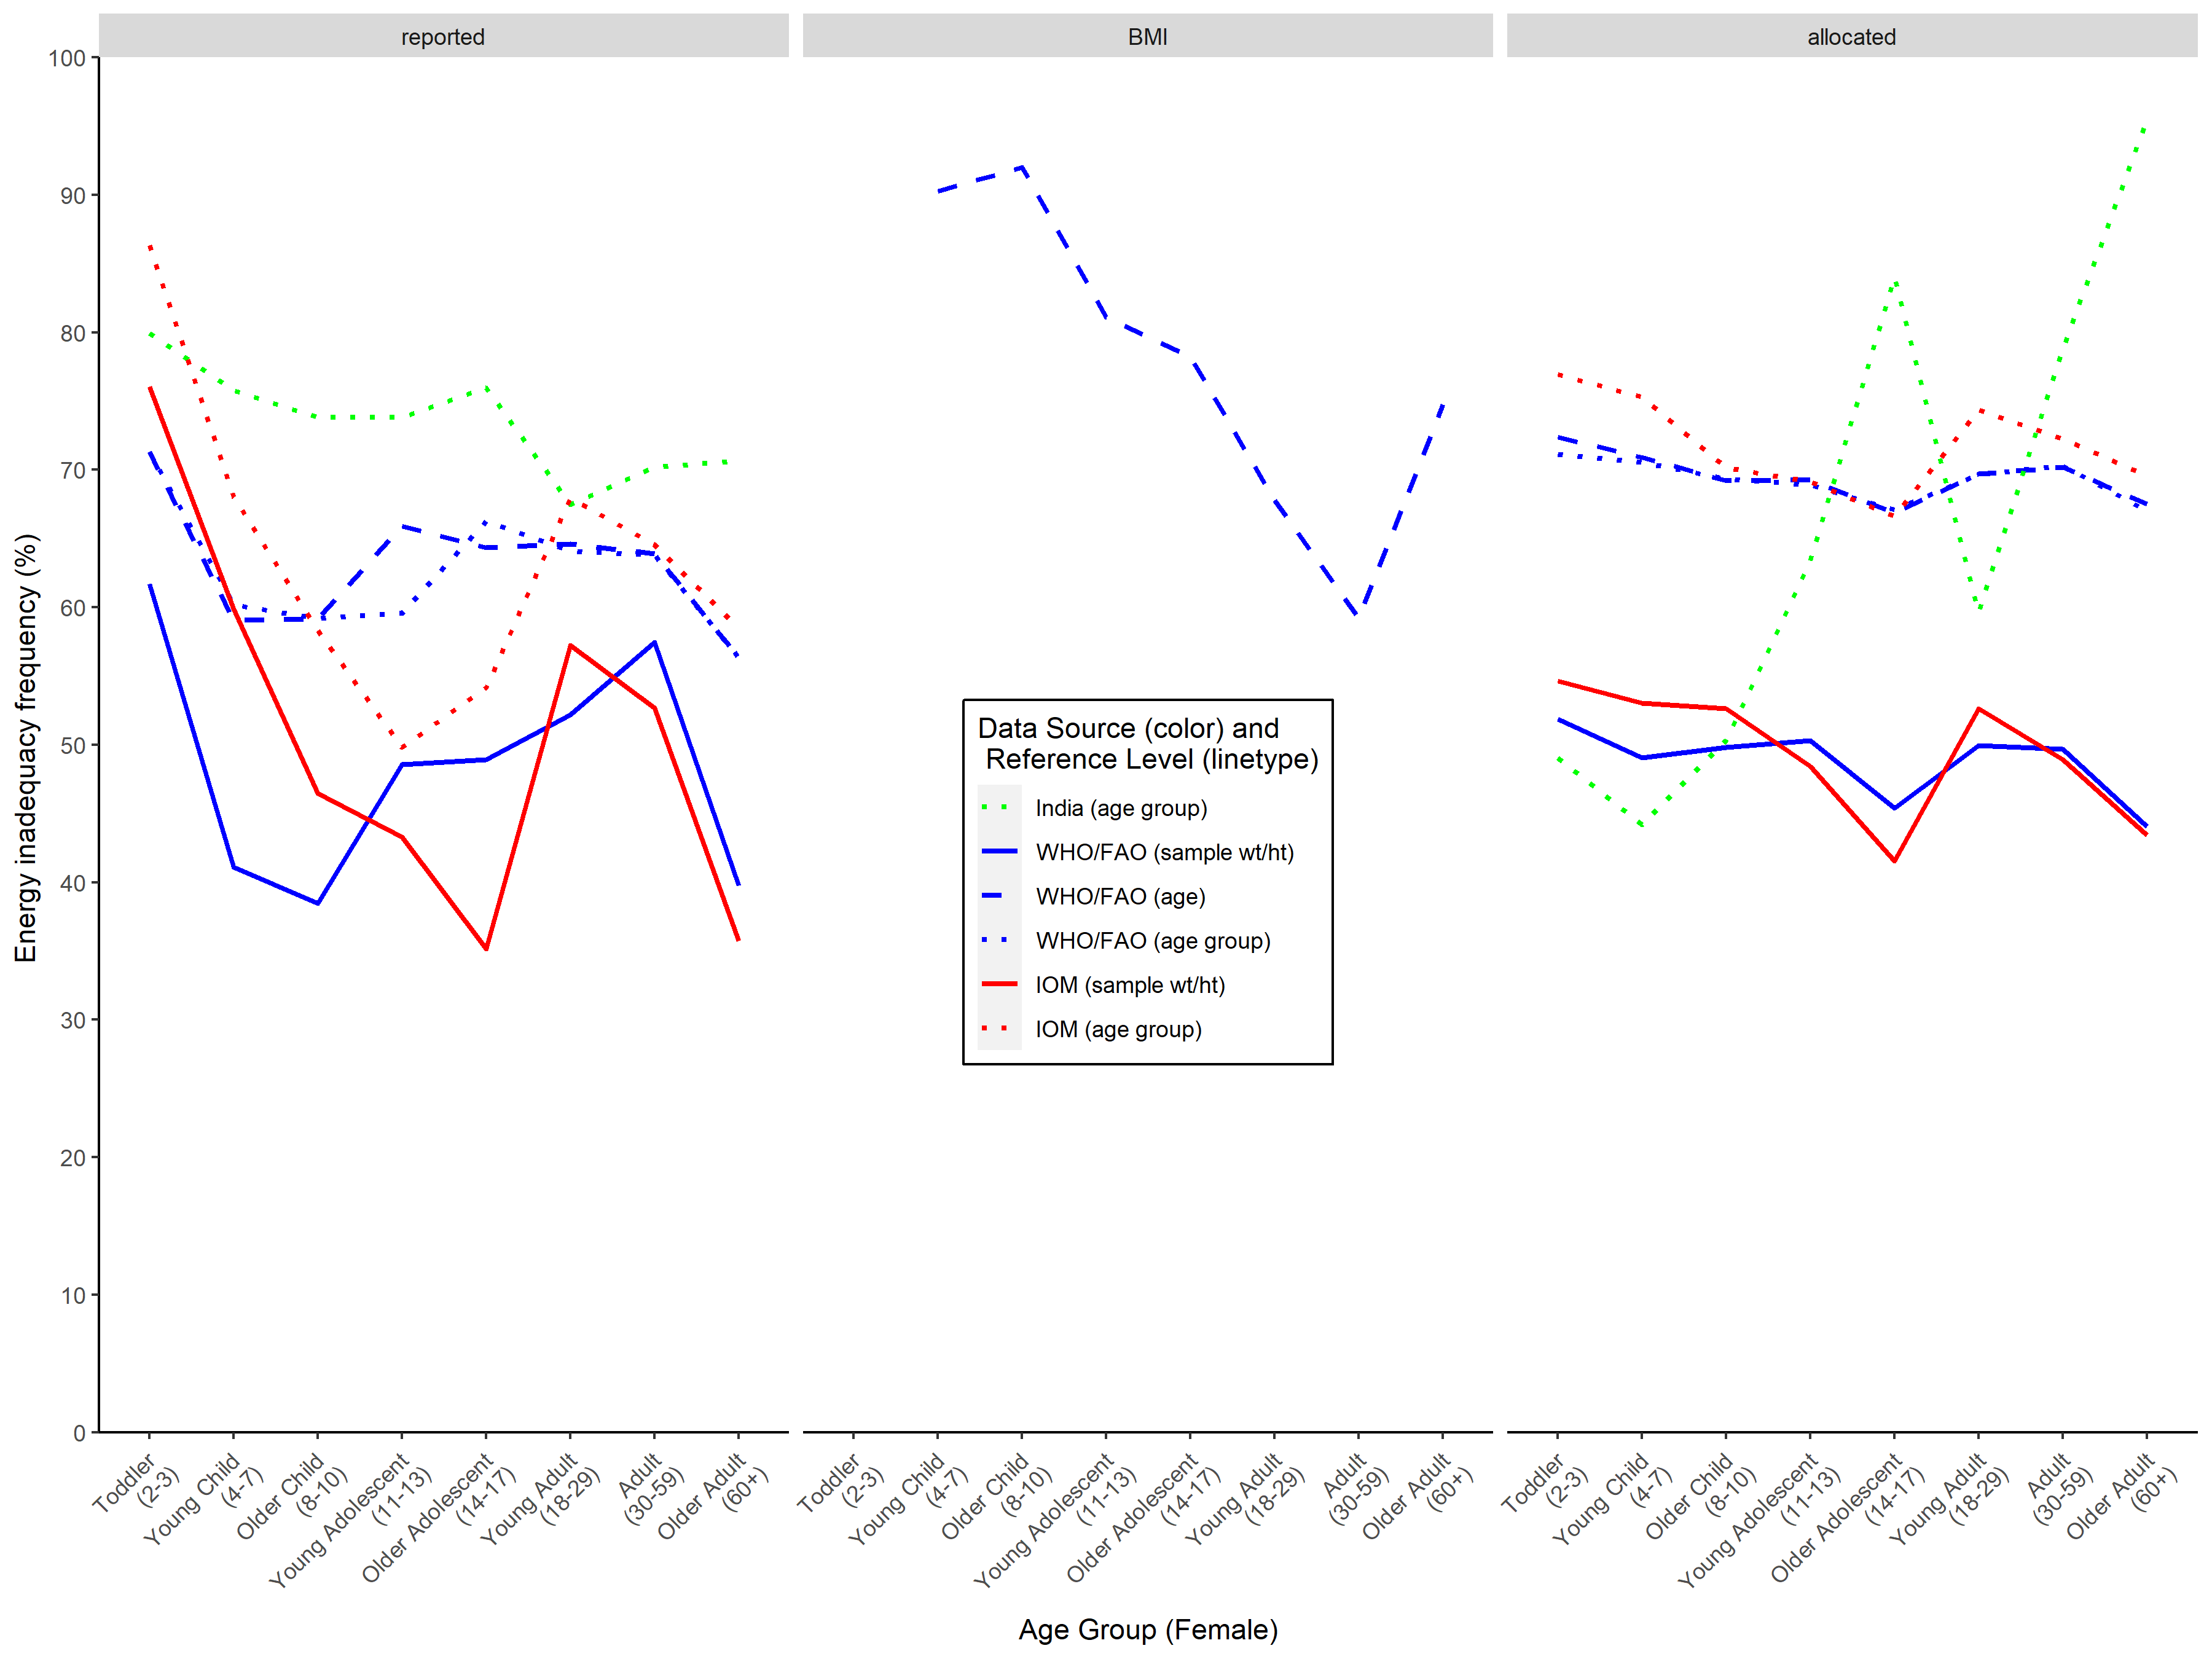 reported
BMI
allocated
Energy inadequacy frequency (%)
100
90
80
70
60
50
40
30
20
10
0
Data Source (color) and
Reference Level (linetype)
India (age group)
WHO/FAO (sample wt/ht)
WHO/FAO (age)
WHO/FAO (age group)
IOM (sample wt/ht)
IOM (age group)
Toddler
(2-3)
Young Child
(4-7)
Older Child
(8-10)
Young Adolescent
(11-13)
Older Adolescent
(14-17)
Young Adult
(18-29)
Adult
(30-59)
Older Adult
(60+)
Toddler
(2-3)
Young Child
(4-7)
Older Child
(8-10)
Young Adolescent
(11-13)
Older Adolescent
(14-17)
Young Adult
(18-29)
Adult
(30-59)
Older Adult
(60+)
Toddler
(2-3)
Young Child
(4-7)
Older Child
(8-10)
Young Adolescent
(11-13)
Older Adolescent
(14-17)
Young Adult
(18-29)
Adult
(30-59)
Older Adult
(60+)
Age Group (Female)